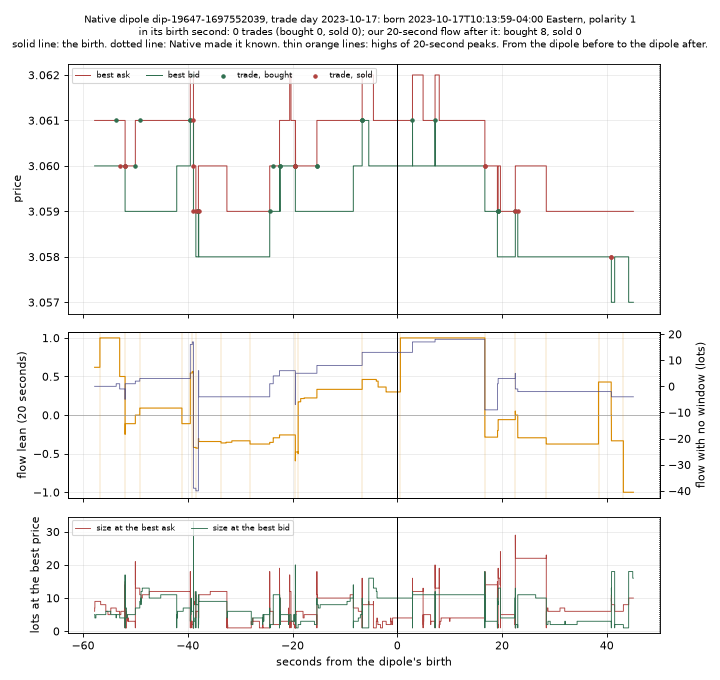 Native dipole dip-19647-1697552039, trade day 2023-10-17: born 2023-10-17T10:13:59-04:00 Eastern, polarity 1
in its birth second: 0 trades (bought 0, sold 0); our 20-second flow after it: bought 8, sold 0
solid line: the birth. dotted line: Native made it known. thin orange lines: highs of 20-second peaks. From the dipole before to the dipole after.
best ask best bid trade, bought trade, sold
3.062
3.061
3.060
3.059
3.058
3.057
price
1.0
0.5
0.0
−0.5
−1.0
flow lean (20 seconds)
20
10
0
−10
−20
−30
−40
flow with no window (lots)
size at the best ask size at the best bid
30
20
10
0
lots at the best price
−60 −40 −20 0 20 40
seconds from the dipole's birth